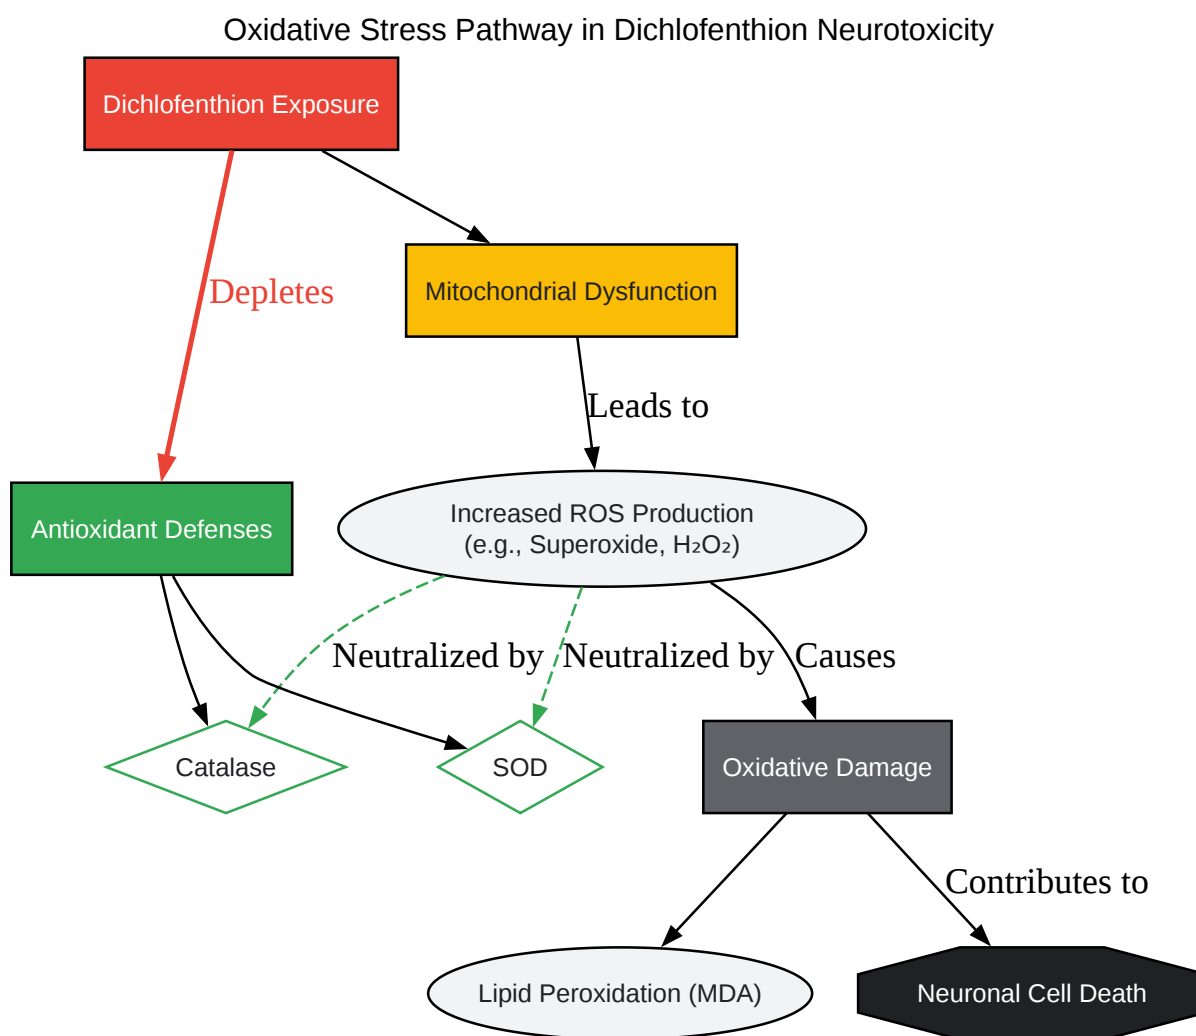 Oxidative Stress Pathway in Dichlofenthion Neurotoxicity
Dichlofenthion Exposure
Depletes
Mitochondrial Dysfunction
Leads to
Antioxidant Defenses
Increased ROS Production
(e.g., Superoxide, H₂O₂)
Neutralized by
Neutralized by
Causes
Catalase
SOD
Oxidative Damage
Contributes to
Lipid Peroxidation (MDA)
Neuronal Cell Death